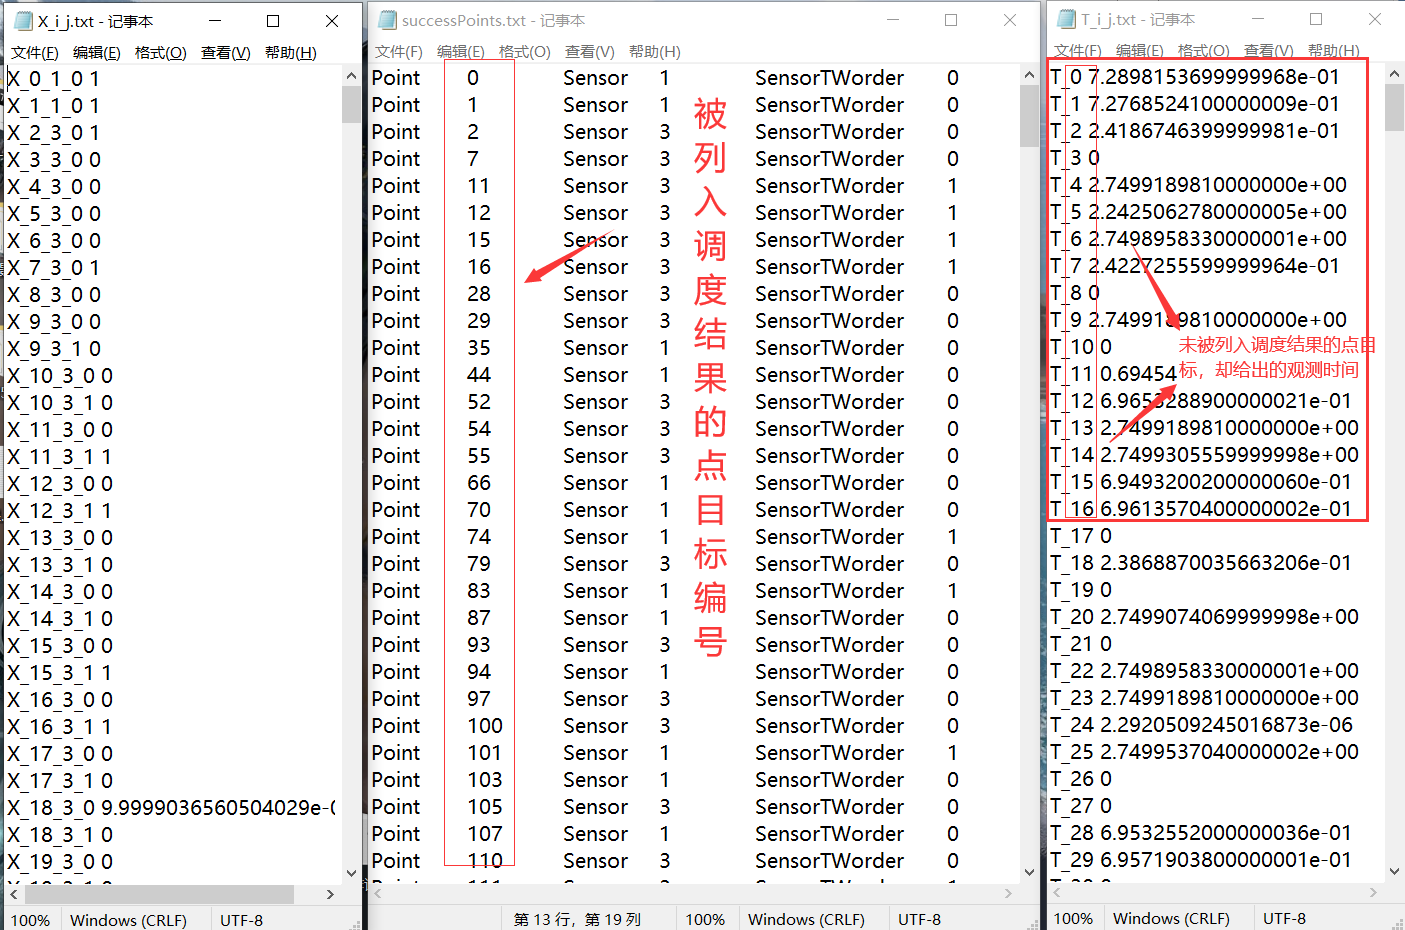 X_i_j.txt - 记事本
文件(F) 编辑(E) 格式(O) 查看(V) 帮助(H)
X_0_1_0 1
X_1_1_0 1
X_2_3_0 1
X_3_3_0 0
X_4_3_0 0
X_5_3_0 0
X_6_3_0 0
X_7_3_0 1
X_8_3_0 0
X_9_3_0 0
X_9_3_1 0
X_10_3_0 0
X_10_3_1 0
X_11_3_0 0
X_11_3_1 1
X_12_3_0 0
X_12_3_1 1
X_13_3_0 0
X_13_3_1 0
X_14_3_0 0
X_14_3_1 0
X_15_3_0 0
X_15_3_1 1
X_16_3_0 0
X_16_3_1 1
X_17_3_0 0
X_17_3_1 0
X_18_3_0 9.9999036560504029e-
X_18_3_1 0
X_19_3_0 0
100% Windows (CRLF) UTF-8
successPoints.txt - 记事本
文件(F) 编辑(E) 格式(O) 查看(V) 帮助(H)
Point 0 Sensor 1 SensorTWorder 0
Point 1 Sensor 1 SensorTWorder 0
Point 2 Sensor 3 SensorTWorder 0
Point 7 Sensor 3 SensorTWorder 0
Point 11 Sensor 3 SensorTWorder 1
Point 12 Sensor 3 SensorTWorder 1
Point 15 Sensor 3 SensorTWorder 1
Point 16 Sensor 3 SensorTWorder 1
Point 28 Sensor 3 SensorTWorder 0
Point 29 Sensor 3 SensorTWorder 0
Point 35 Sensor 1 SensorTWorder 0
Point 44 Sensor 3 SensorTWorder 0
Point 52 Sensor 3 SensorTWorder 0
Point 54 Sensor 3 SensorTWorder 0
Point 55 Sensor 3 SensorTWorder 0
Point 66 Sensor 1 SensorTWorder 0
Point 70 Sensor 1 SensorTWorder 0
Point 74 Sensor 1 SensorTWorder 1
Point 79 Sensor 3 SensorTWorder 0
Point 83 Sensor 1 SensorTWorder 1
Point 87 Sensor 1 SensorTWorder 0
Point 93 Sensor 3 SensorTWorder 0
Point 94 Sensor 1 SensorTWorder 0
Point 97 Sensor 3 SensorTWorder 0
Point 100 Sensor 3 SensorTWorder 0
Point 101 Sensor 1 SensorTWorder 1
Point 103 Sensor 1 SensorTWorder 0
Point 105 Sensor 3 SensorTWorder 0
Point 107 Sensor 1 SensorTWorder 0
Point 110 Sensor 3 SensorTWorder 0
被列入调度结果的点目标编号
第 13 行，第 19 列 100% Windows (CRLF) UTF-8
T_i_j.txt - 记事本
文件(F) 编辑(E) 格式(O) 查看(V) 帮助(H)
T_0 7.2898153699999968e-01
T_1 7.2768524100000009e-01
T_2 2.4186746399999981e-01
T_3 0
T_4 2.7499189810000000e+00
T_5 2.2425062780000005e+00
T_6 2.7498958330000001e+00
T_7 2.4227255599999964e-01
T_8 0
T_9 2.7499189810000000e+00
T_10 0
T_11 0.69454
T_12 6.9653288900000021e-01
T_13 2.7499189810000000e+00
T_14 2.7499305559999998e+00
T_15 6.9493200200000060e-01
T_16 6.9613570400000002e-01
T_17 0
T_18 2.3868870035663206e-01
T_19 0
T_20 2.7499074069999998e+00
T_21 0
T_22 2.7498958330000001e+00
T_23 2.7499189810000000e+00
T_24 2.2920509245016873e-06
T_25 2.7499537040000002e+00
T_26 0
T_27 0
T_28 6.9532552000000036e-01
T_29 6.9571903800000001e-01
未被列入调度结果的点目
标，却给出的观测时间
100% Windows (CRLF) UTF-8